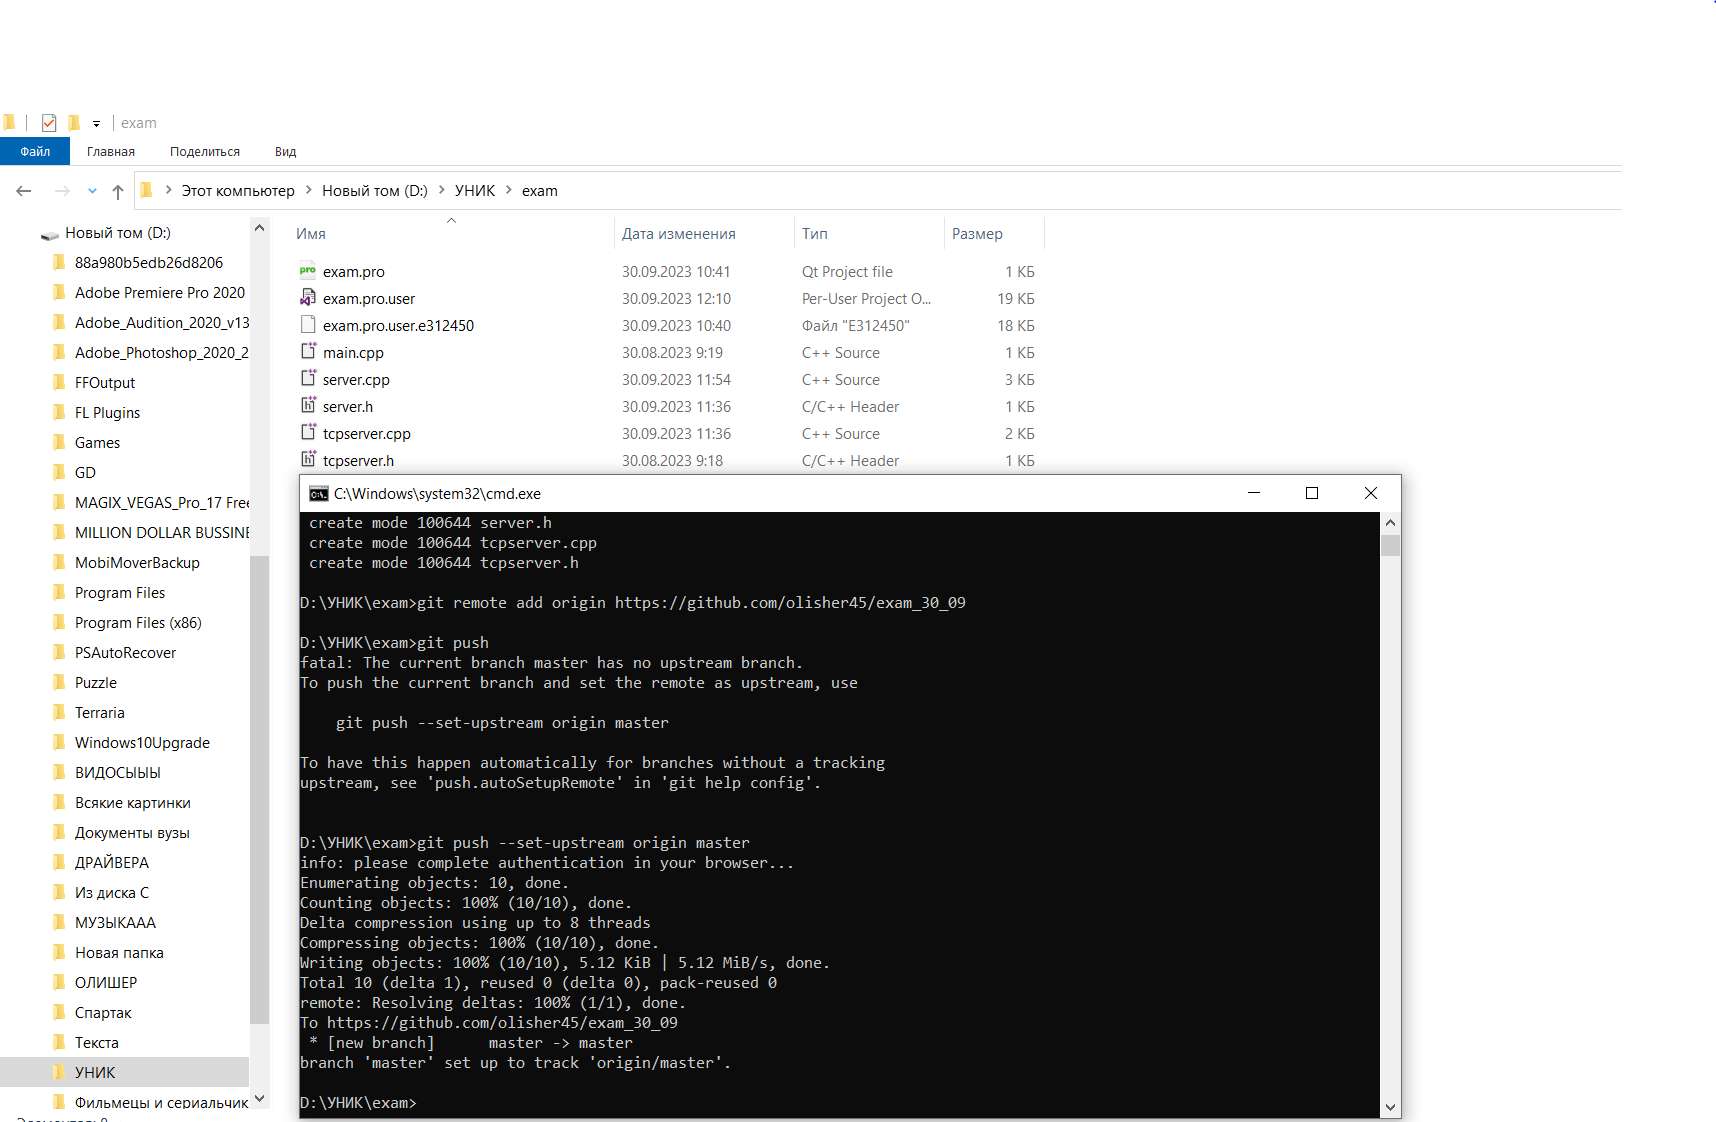 exam
Файл Главная Поделиться Вид
Этот компьютер Новый том (D:) УНИК exam
Новый том (D:)
88a980b5edb26d8206
Adobe Premiere Pro 2020
Adobe_Audition_2020_v13
Adobe_Photoshop_2020_2
FFOutput
FL Plugins
Games
GD
MAGIX_VEGAS_Pro_17 Free
MILLION DOLLAR BUSSINE
MobiMoverBackup
Program Files
Program Files (x86)
PSAutoRecover
Puzzle
Terraria
Windows10Upgrade
ВИДОСЫЫЫ
Всякие картинки
Документы вузы
ДРАЙВЕРА
Из диска С
МУЗЫКААА
Новая папка
ОЛИШЕР
Спартак
Текста
УНИК
Фильмецы и сериальчик
Имя Дата изменения Тип Размер
exam.pro 30.09.2023 10:41 Qt Project file 1 КБ
exam.pro.user 30.09.2023 12:10 Per-User Project O... 19 КБ
exam.pro.user.e312450 30.09.2023 10:40 Файл "E312450" 18 КБ
main.cpp 30.08.2023 9:19 C++ Source 1 КБ
server.cpp 30.09.2023 11:54 C++ Source 3 КБ
server.h 30.09.2023 11:36 C/C++ Header 1 КБ
tcpserver.cpp 30.09.2023 11:36 C++ Source 2 КБ
tcpserver.h 30.08.2023 9:18 C/C++ Header 1 КБ
C:\Windows\system32\cmd.exe
create mode 100644 server.h
create mode 100644 tcpserver.cpp
create mode 100644 tcpserver.h
D:\УНИК\exam>git remote add origin https://github.com/olisher45/exam_30_09
D:\УНИК\exam>git push
fatal: The current branch master has no upstream branch.
To push the current branch and set the remote as upstream, use
git push --set-upstream origin master
To have this happen automatically for branches without a tracking
upstream, see 'push.autoSetupRemote' in 'git help config'.
D:\УНИК\exam>git push --set-upstream origin master
info: please complete authentication in your browser...
Enumerating objects: 10, done.
Counting objects: 100% (10/10), done.
Delta compression using up to 8 threads
Compressing objects: 100% (10/10), done.
Writing objects: 100% (10/10), 5.12 KiB | 5.12 MiB/s, done.
Total 10 (delta 1), reused 0 (delta 0), pack-reused 0
remote: Resolving deltas: 100% (1/1), done.
To https://github.com/olisher45/exam_30_09
* [new branch] master -> master
branch 'master' set up to track 'origin/master'.
D:\УНИК\exam>